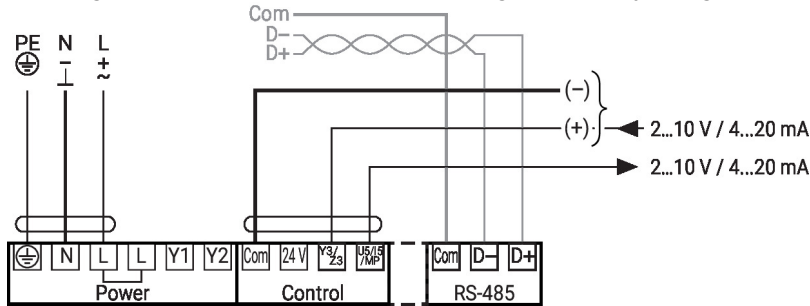 Com
D–
D+
PE N L
– +
⊥ ~
(–)
(+) 2...10 V / 4...20 mA
2...10 V / 4...20 mA
N L L Y1 Y2 Com 24 V Y3/Z3 U5/I5/MP Com D– D+
Power Control RS-485